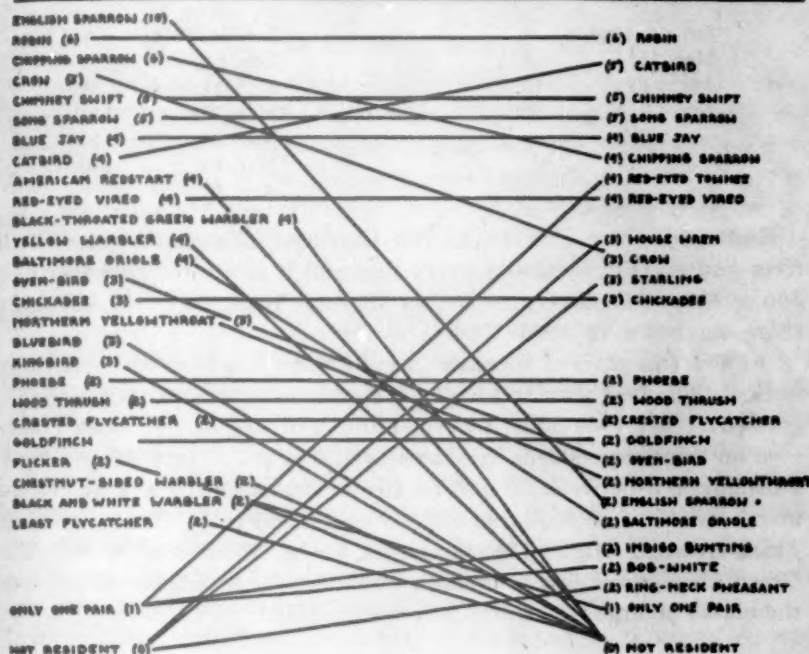 ENGLISH SPARROW (10)
ROBIN (6)
CHIPPING SPARROW (5)
CROW (5)
CHIMNEY SWIFT (5)
SONG SPARROW (5)
BLUE JAY (4)
CATBIRD (4)
AMERICAN REDSTART (4)
RED-EYED VIREO (4)
BLACK-THROATED GREEN WARBLER (4)
YELLOW WARBLER (4)
BALTIMORE ORIOLE (4)
OVEN-BIRD (3)
CHICKADEE (3)
NORTHERN YELLOWTHROAT (3)
BLUEBIRD (3)
KINGBIRD (3)
PHOEBE (2)
WOOD THRUSH (2)
CRESTED FLYCATCHER (2)
GOLDFINCH
FLICKER (2)
CHESTNUT-SIDED WARBLER (2)
BLACK AND WHITE WARBLER (2)
LEAST FLYCATCHER (2)
ONLY ONE PAIR (1)
NOT RESIDENT (0)
(6) ROBIN
(5) CATBIRD
(5) CHIMNEY SWIFT
(5) SONG SPARROW
(4) BLUE JAY
(4) CHIPPING SPARROW
(4) RED-EYED TOWHEE
(4) RED-EYED VIREO
(3) HOUSE WREN
(3) CROW
(3) STARLING
(3) CHICKADEE
(2) PHOEBE
(2) WOOD THRUSH
(2) CRESTED FLYCATCHER
(2) GOLDFINCH
(2) OVEN-BIRD
(2) NORTHERN YELLOWTHROAT
(2) ENGLISH SPARROW
(2) BALTIMORE ORIOLE
(2) INDIGO BUNTING
(2) BOB-WHITE
(2) RING-NECK PHEASANT
(1) ONLY ONE PAIR
(0) NOT RESIDENT